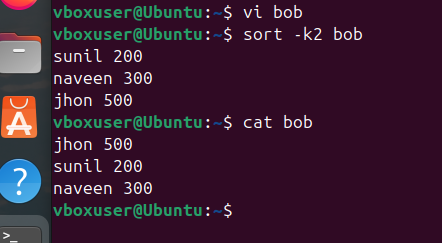 vboxuser@Ubuntu:~$ vi bob
vboxuser@Ubuntu:~$ sort -k2 bob
sunil 200
naveen 300
jhon 500
vboxuser@Ubuntu:~$ cat bob
jhon 500
sunil 200
naveen 300
vboxuser@Ubuntu:~$